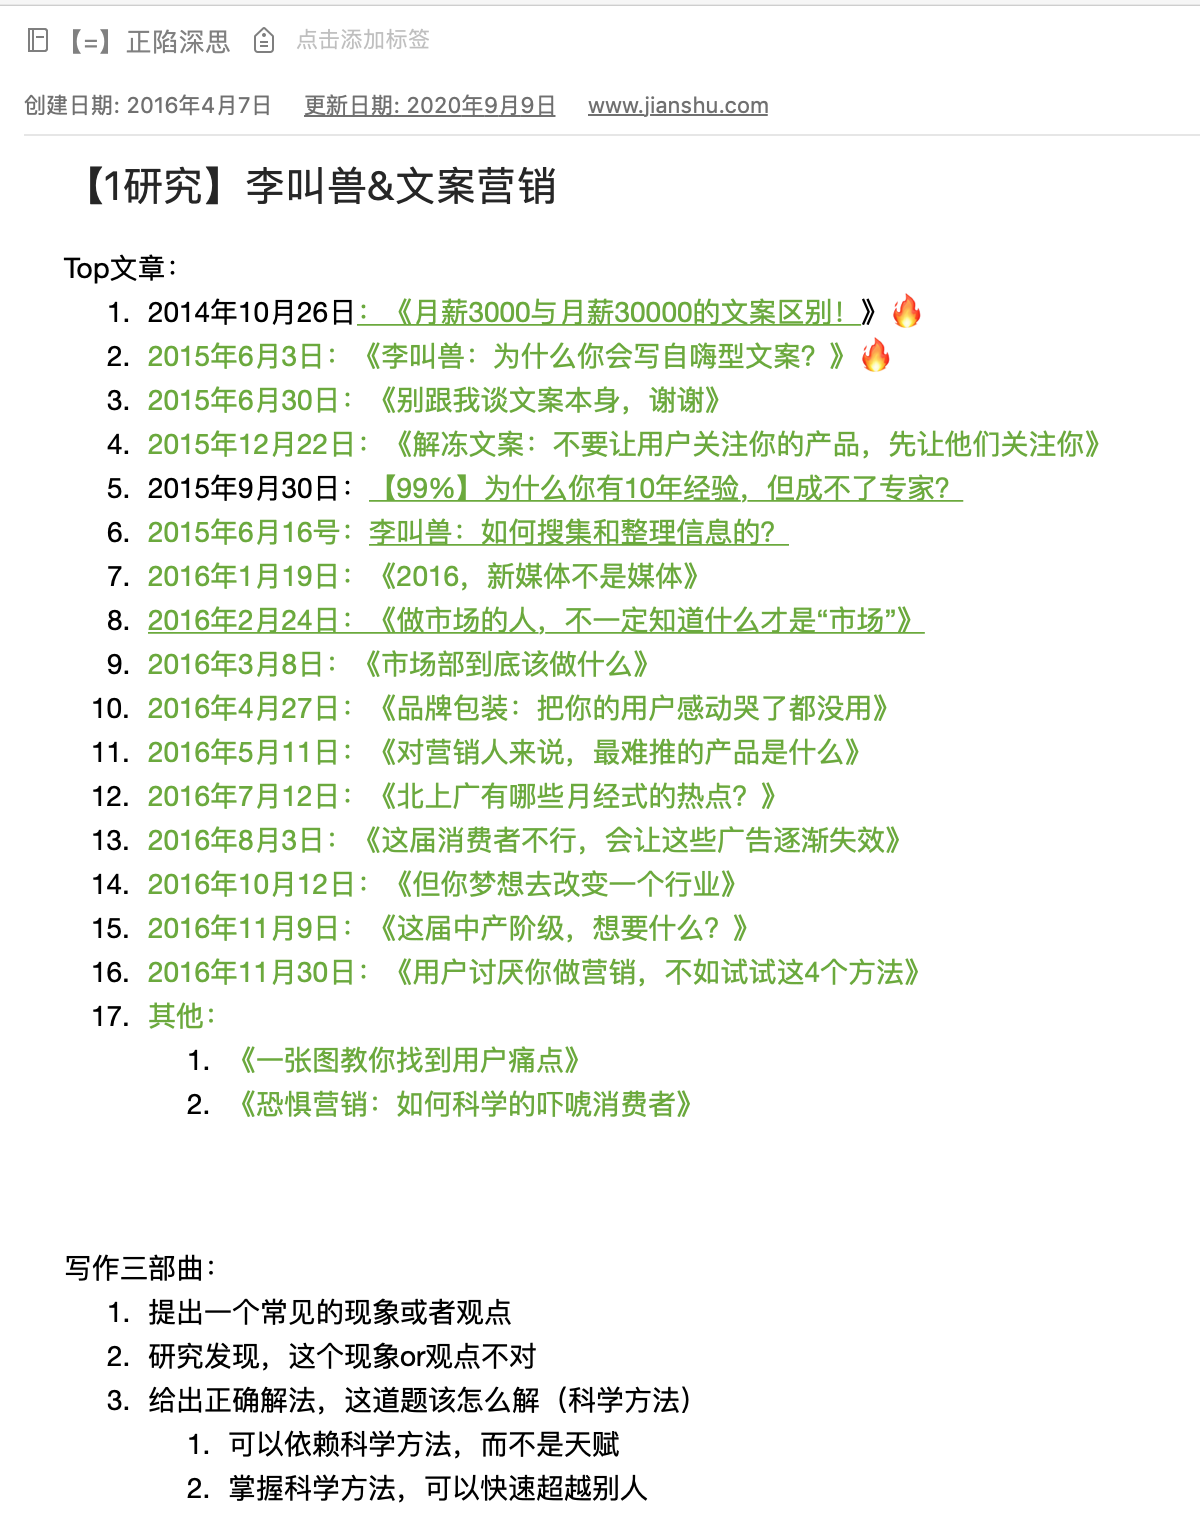 【=】正陷深思 点击添加标签
创建日期: 2016年4月7日 更新日期: 2020年9月9日 www.jianshu.com
【1研究】李叫兽&文案营销
Top文章：
1. 2014年10月26日：《月薪3000与月薪30000的文案区别！》🔥
2. 2015年6月3日：《李叫兽：为什么你会写自嗨型文案？》🔥
3. 2015年6月30日：《别跟我谈文案本身，谢谢》
4. 2015年12月22日：《解冻文案：不要让用户关注你的产品，先让他们关注你》
5. 2015年9月30日：【99%】为什么你有10年经验，但成不了专家？
6. 2015年6月16号：李叫兽：如何搜集和整理信息的？
7. 2016年1月19日：《2016，新媒体不是媒体》
8. 2016年2月24日：《做市场的人，不一定知道什么才是“市场”》
9. 2016年3月8日：《市场部到底该做什么》
10. 2016年4月27日：《品牌包装：把你的用户感动哭了都没用》
11. 2016年5月11日：《对营销人来说，最难推的产品是什么》
12. 2016年7月12日：《北上广有哪些月经式的热点？》
13. 2016年8月3日：《这届消费者不行，会让这些广告逐渐失效》
14. 2016年10月12日：《但你梦想去改变一个行业》
15. 2016年11月9日：《这届中产阶级，想要什么？》
16. 2016年11月30日：《用户讨厌你做营销，不如试试这4个方法》
17. 其他：
1. 《一张图教你找到用户痛点》
2. 《恐惧营销：如何科学的吓唬消费者》
写作三部曲：
1. 提出一个常见的现象或者观点
2. 研究发现，这个现象or观点不对
3. 给出正确解法，这道题该怎么解（科学方法）
1. 可以依赖科学方法，而不是天赋
2. 掌握科学方法，可以快速超越别人